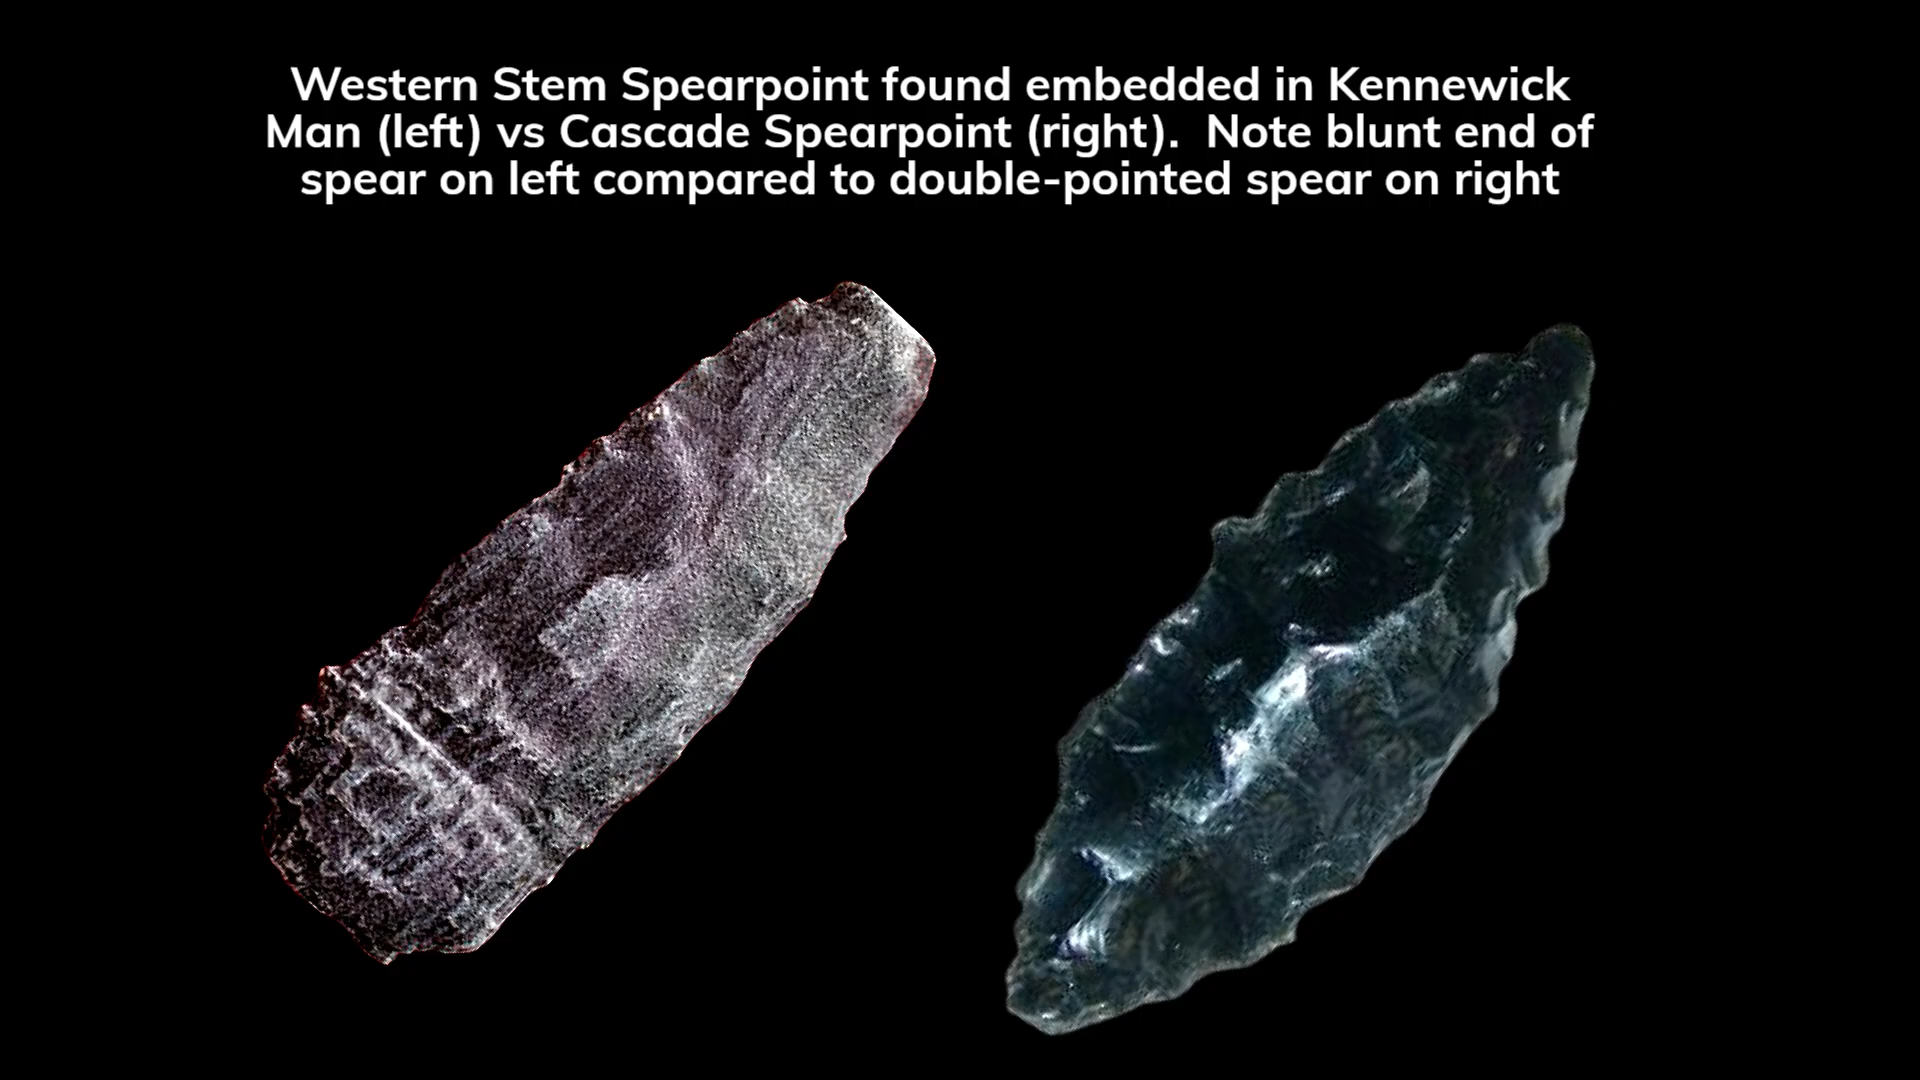 Western Stem Spearpoint found embedded in Kennewick
Man (left) vs Cascade Spearpoint (right).  Note blunt end of
spear on left compared to double-pointed spear on right